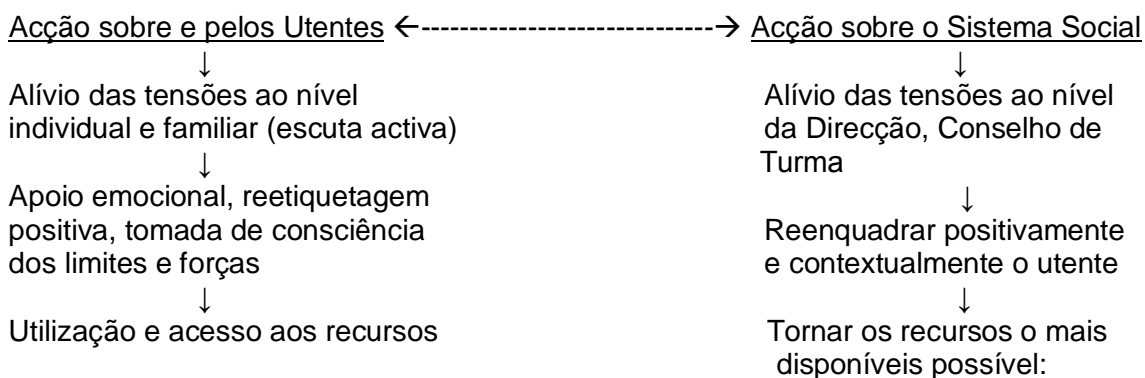 Acção sobre e pelos Utentes ←------------------------------→ Acção sobre o Sistema Social
↓ ↓
Alívio das tensões ao nível Alívio das tensões ao nível
individual e familiar (escuta activa) da Direcção, Conselho de
↓ Turma
Apoio emocional, reetiquetagem ↓
positiva, tomada de consciência Reenquadrar positivamente
dos limites e forças e contextualmente o utente
↓ ↓
Utilização e acesso aos recursos Tornar os recursos o mais
disponíveis possível: